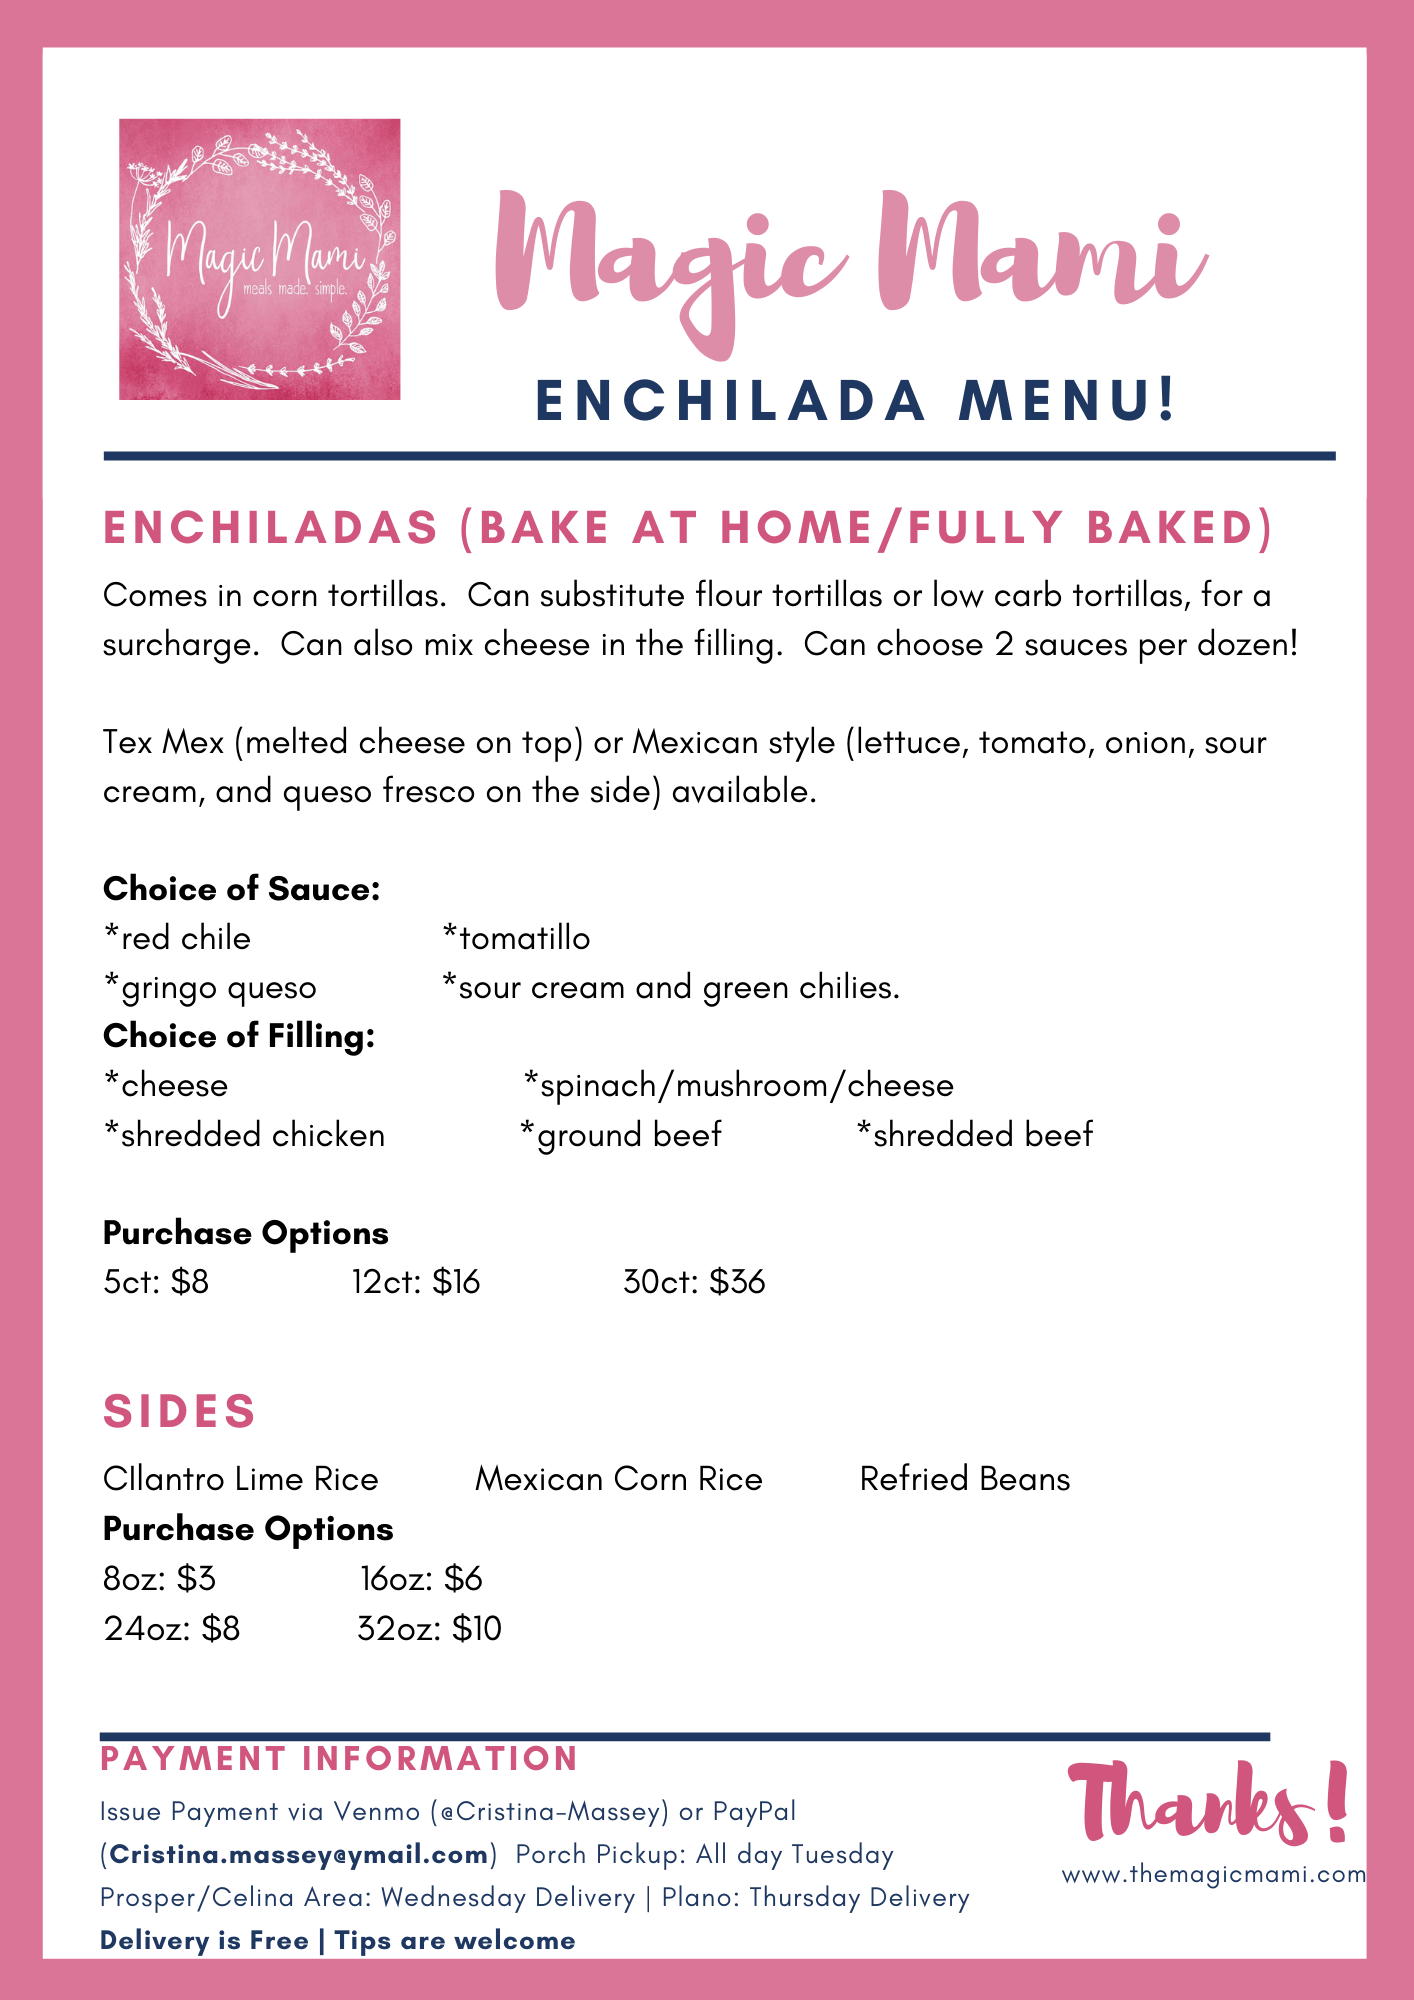 Magic Mami
meals made. simple.
Magic Mami
ENCHILADA MENU!
ENCHILADAS (BAKE AT HOME/FULLY BAKED)
Comes in corn tortillas.  Can substitute flour tortillas or low carb tortillas, for a
surcharge.  Can also mix cheese in the filling.  Can choose 2 sauces per dozen!
Tex Mex (melted cheese on top) or Mexican style (lettuce, tomato, onion, sour
cream, and queso fresco on the side) available.
Choice of Sauce:
*red chile *tomatillo
*gringo queso *sour cream and green chilies.
Choice of Filling:
*cheese *spinach/mushroom/cheese
*shredded chicken *ground beef *shredded beef
Purchase Options
5ct: $8 12ct: $16 30ct: $36
SIDES
CIlantro Lime Rice Mexican Corn Rice Refried Beans
Purchase Options
8oz: $3 16oz: $6
24oz: $8 32oz: $10
PAYMENT INFORMATION
Issue Payment via Venmo (@Cristina-Massey) or PayPal
(Cristina.massey@ymail.com)  Porch Pickup: All day Tuesday
Prosper/Celina Area: Wednesday Delivery | Plano: Thursday Delivery
Delivery is Free | Tips are welcome
Thanks!
www.themagicmami.com